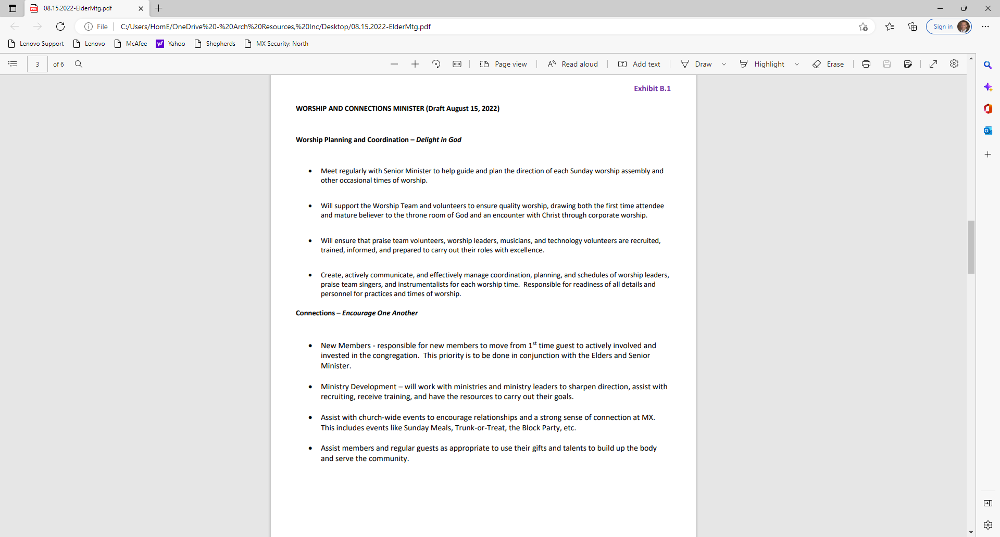 08.15.2022-ElderMtg.pdf
File
C:/Users/HomE/OneDrive%20-%20Arch%20Resources,%20Inc/Desktop/08.15.2022-ElderMtg.pdf
Sign in
Lenovo Support
Lenovo
McAfee
Yahoo
Shepherds
MX Security: North
3 of 6
Page view
Read aloud
Add text
Draw
Highlight
Erase
Exhibit B.1
WORSHIP AND CONNECTIONS MINISTER (Draft August 15, 2022)
Worship Planning and Coordination – Delight in God
• Meet regularly with Senior Minister to help guide and plan the direction of each Sunday worship assembly and
other occasional times of worship.
• Will support the Worship Team and volunteers to ensure quality worship, drawing both the first time attendee
and mature believer to the throne room of God and an encounter with Christ through corporate worship.
• Will ensure that praise team volunteers, worship leaders, musicians, and technology volunteers are recruited,
trained, informed, and prepared to carry out their roles with excellence.
• Create, actively communicate, and effectively manage coordination, planning, and schedules of worship leaders,
praise team singers, and instrumentalists for each worship time.  Responsible for readiness of all details and
personnel for practices and times of worship.
Connections – Encourage One Another
• New Members - responsible for new members to move from 1st time guest to actively involved and
invested in the congregation.  This priority is to be done in conjunction with the Elders and Senior
Minister.
• Ministry Development – will work with ministries and ministry leaders to sharpen direction, assist with
recruiting, receive training, and have the resources to carry out their goals.
• Assist with church-wide events to encourage relationships and a strong sense of connection at MX.
This includes events like Sunday Meals, Trunk-or-Treat, the Block Party, etc.
• Assist members and regular guests as appropriate to use their gifts and talents to build up the body
and serve the community.